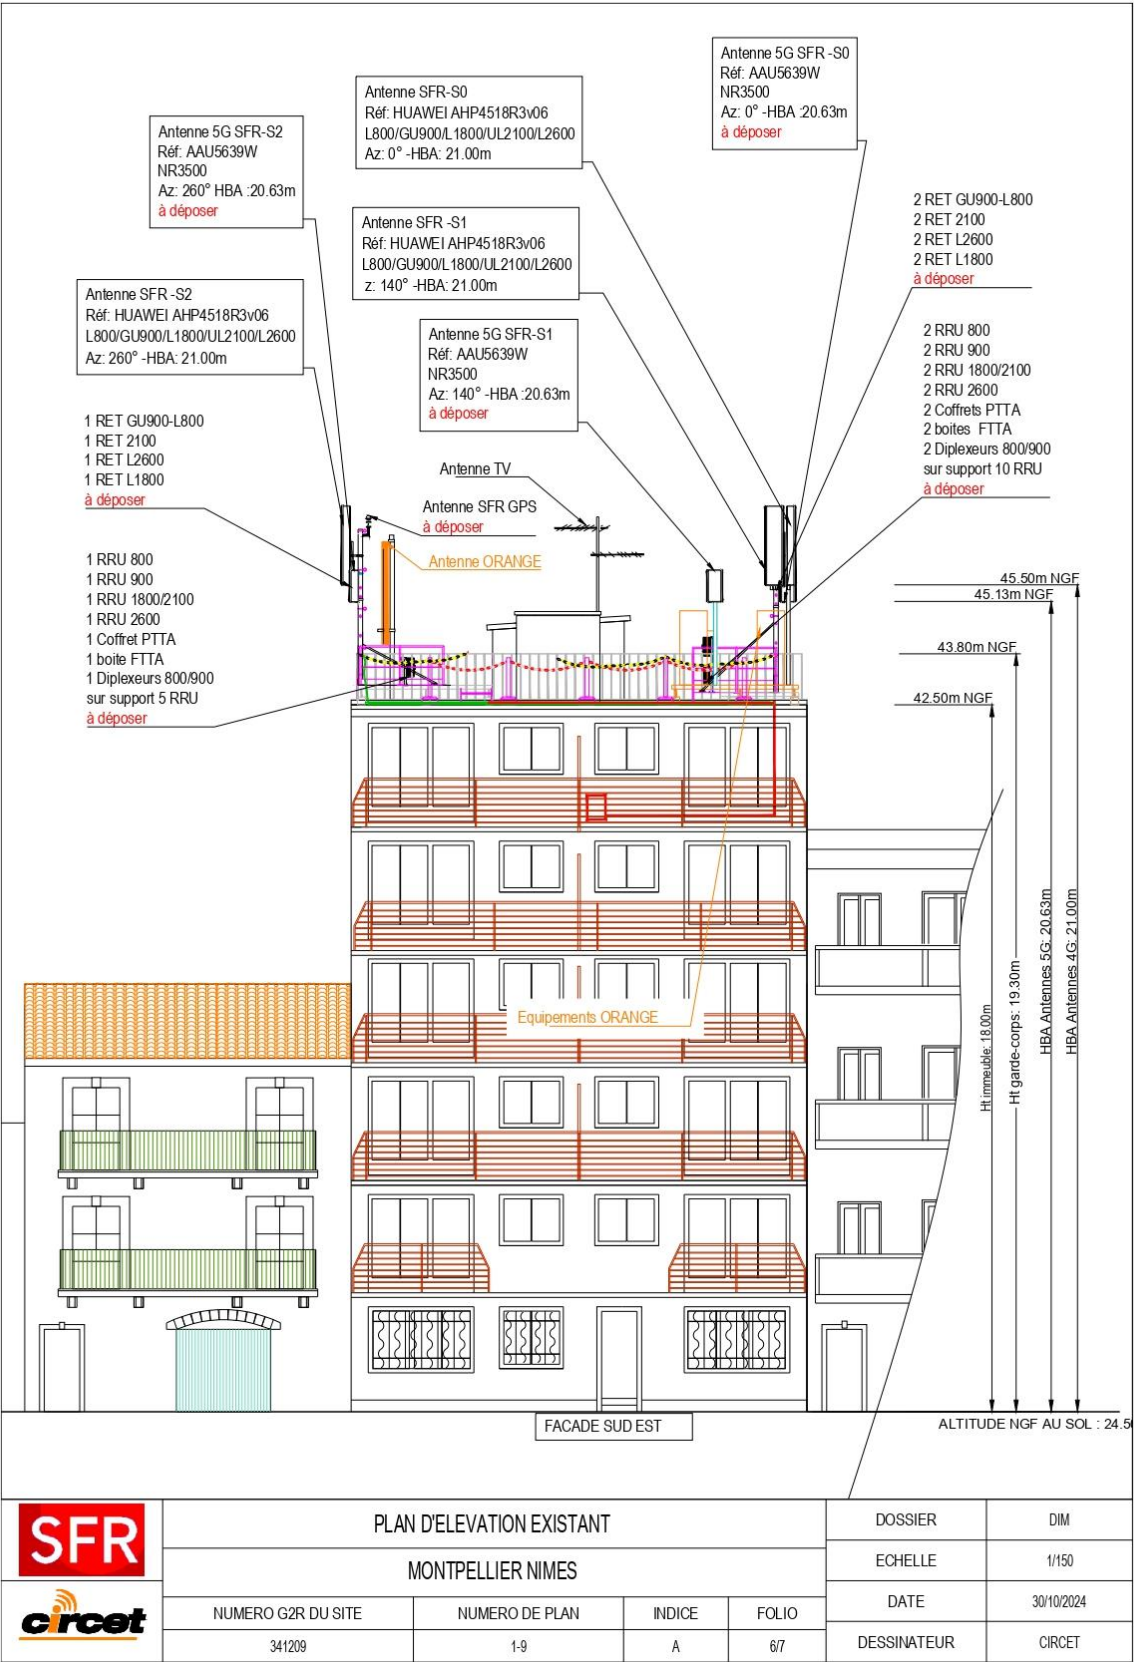 Antenne 5G SFR -S0
Réf: AAU5639W
NR3500
Az: 0° -HBA :20.63m
à déposer
Antenne SFR-S0
Réf: HUAWEI AHP4518R3v06
L800/GU900/L1800/UL2100/L2600
Az: 0° -HBA: 21.00m
Antenne 5G SFR-S2
Réf: AAU5639W
NR3500
Az: 260° HBA :20.63m
à déposer
Antenne SFR -S1
Réf: HUAWEI AHP4518R3v06
L800/GU900/L1800/UL2100/L2600
z: 140° -HBA: 21.00m
2 RET GU900-L800
2 RET 2100
2 RET L2600
2 RET L1800
à déposer
Antenne SFR -S2
Réf: HUAWEI AHP4518R3v06
L800/GU900/L1800/UL2100/L2600
Az: 260° -HBA: 21.00m
Antenne 5G SFR-S1
Réf: AAU5639W
NR3500
Az: 140° -HBA :20.63m
à déposer
2 RRU 800
2 RRU 900
2 RRU 1800/2100
2 RRU 2600
2 Coffrets PTTA
2 boites FTTA
2 Diplexeurs 800/900
sur support 10 RRU
à déposer
1 RET GU900-L800
1 RET 2100
1 RET L2600
1 RET L1800
à déposer
Antenne TV
Antenne SFR GPS
à déposer
Antenne ORANGE
1 RRU 800
1 RRU 900
1 RRU 1800/2100
1 RRU 2600
1 Coffret PTTA
1 boite FTTA
1 Diplexeurs 800/900
sur support 5 RRU
à déposer
45.50m NGF
45.13m NGF
43.80m NGF
42.50m NGF
Equipements ORANGE
Ht immeuble: 18.00m
Ht garde-corps: 19.30m
HBA Antennes 5G: 20.63m
HBA Antennes 4G: 21.00m
FACADE SUD EST
ALTITUDE NGF AU SOL : 24.50
SFR
circet
PLAN D'ELEVATION EXISTANT
MONTPELLIER NIMES
NUMERO G2R DU SITE
NUMERO DE PLAN
INDICE
FOLIO
341209
1-9
A
6/7
DOSSIER
DIM
ECHELLE
1/150
DATE
30/10/2024
DESSINATEUR
CIRCET